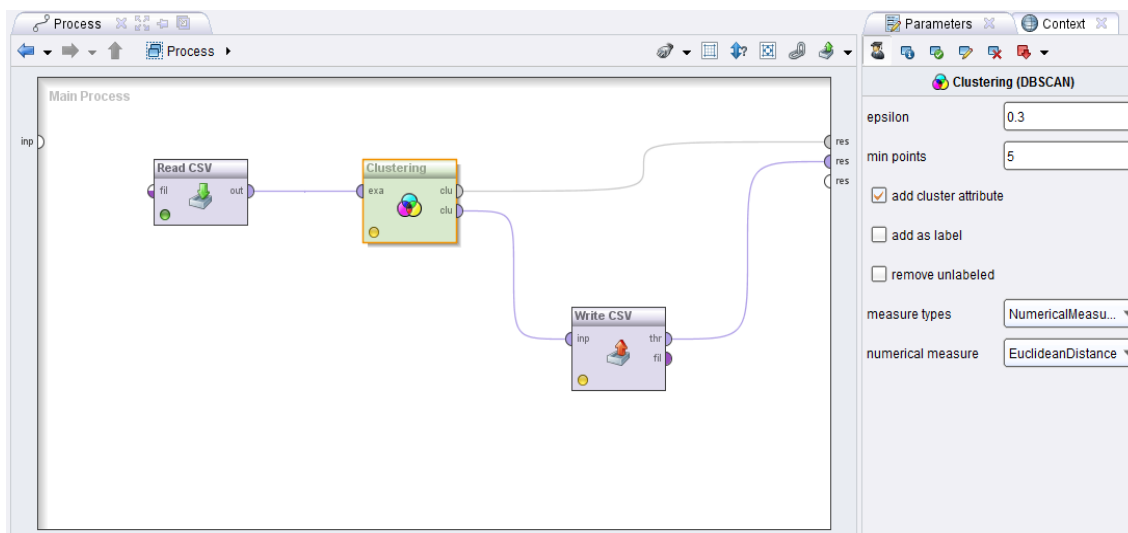 Process
Parameters
Context
Process
Clustering (DBSCAN)
Main Process
epsilon
0.3
inp
res
min points
5
res
Read CSV
Clustering
res
fil
out
exa
clu
add cluster attribute
clu
add as label
remove unlabeled
Write CSV
measure types
NumericalMeasu...
inp
thr
fil
numerical measure
EuclideanDistance